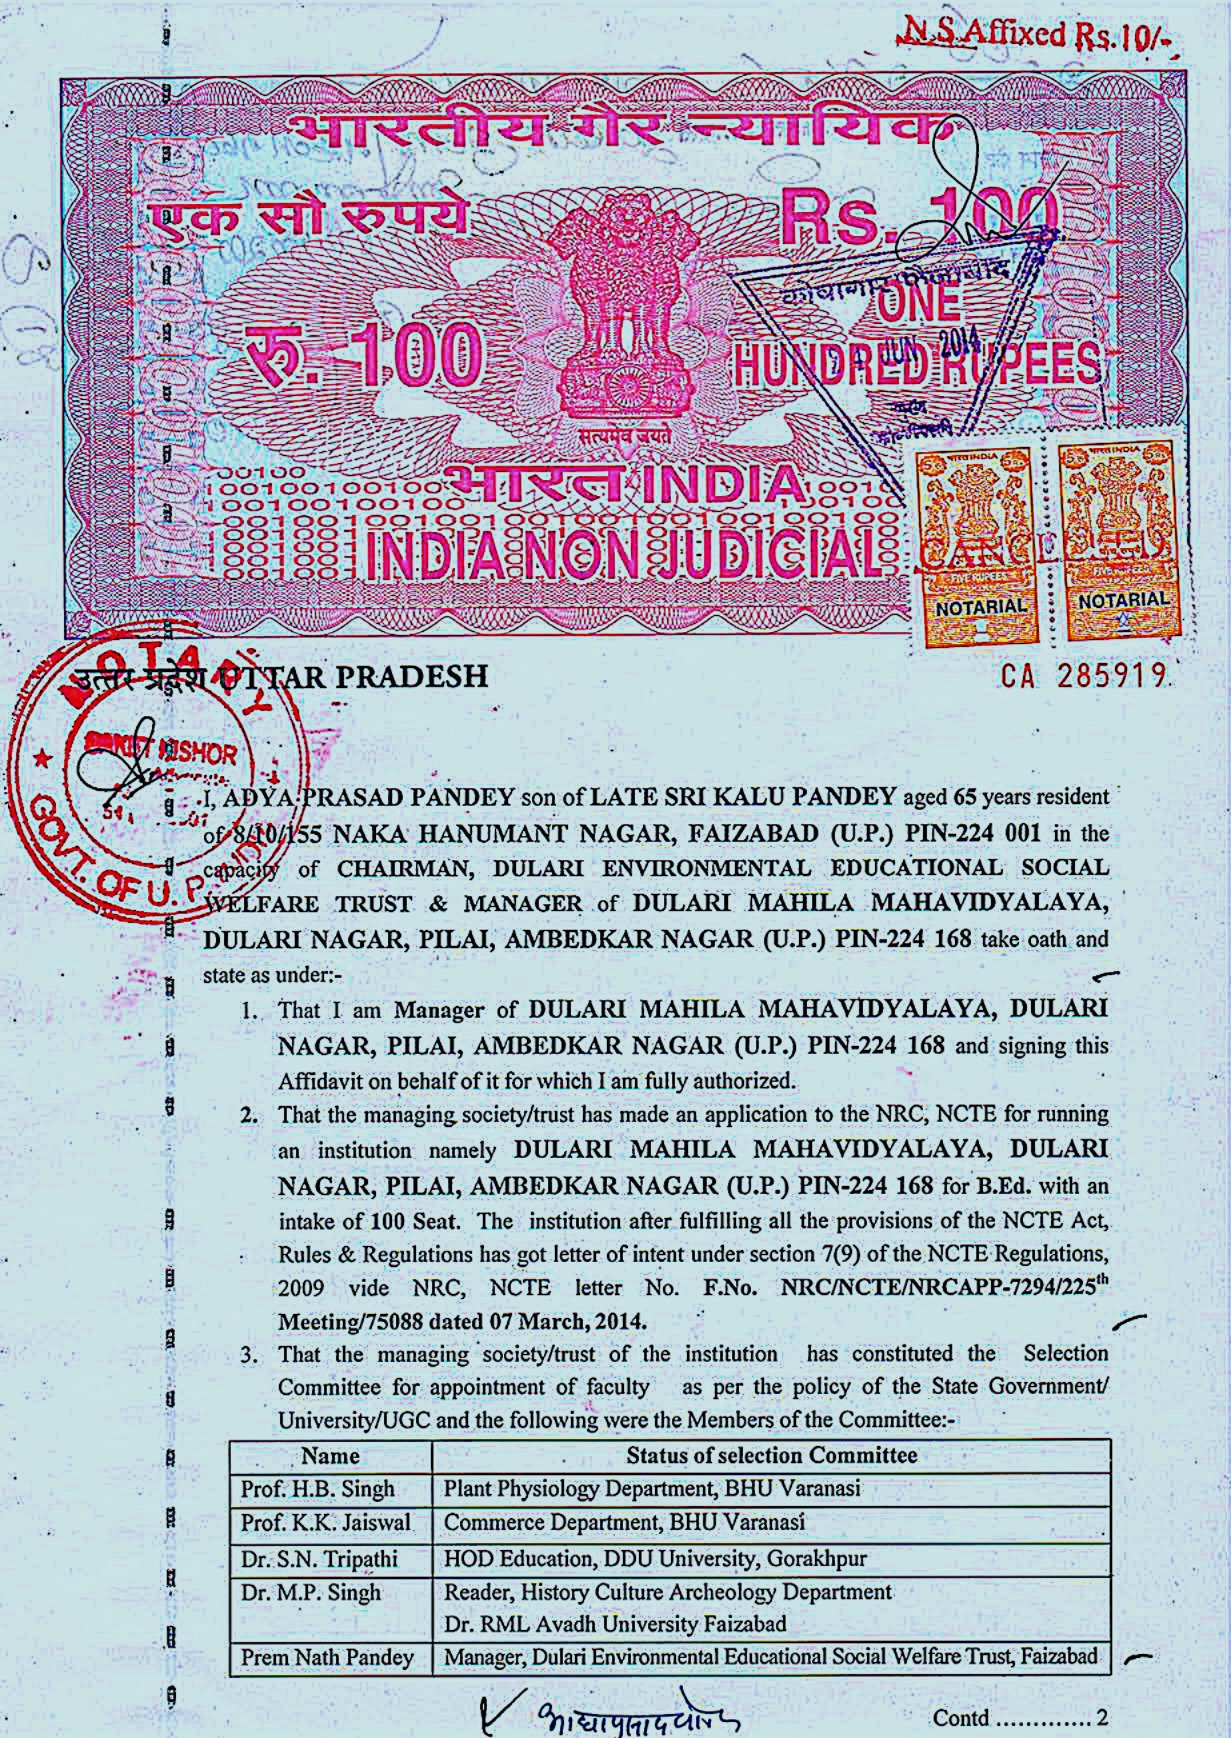 N.S Affixed Rs.10/-
भारतीय गैर न्यायिक
एक सौ रुपये Rs. 100
रु. 100 ONE
HUNDRED RUPEES
JUN 2014
सत्यमेव जयते
भारत INDIA
INDIA NON JUDICIAL
भारत INDIA
FIVE RUPEES
NOTARIAL
भारत INDIA
FIVE RUPEES
NOTARIAL
उत्तर प्रदेश UTTAR PRADESH
CA 285919
NOTARY
KISHOR
GOVT. OF U.P.
I, ADYA PRASAD PANDEY son of LATE SRI KALU PANDEY aged 65 years resident
of 8/10/155 NAKA HANUMANT NAGAR, FAIZABAD (U.P.) PIN-224 001 in the
capacity of CHAIRMAN, DULARI ENVIRONMENTAL EDUCATIONAL SOCIAL
WELFARE TRUST & MANAGER of DULARI MAHILA MAHAVIDYALAYA,
DULARI NAGAR, PILAI, AMBEDKAR NAGAR (U.P.) PIN-224 168 take oath and
state as under:-
1. That I am Manager of DULARI MAHILA MAHAVIDYALAYA, DULARI
NAGAR, PILAI, AMBEDKAR NAGAR (U.P.) PIN-224 168 and signing this
Affidavit on behalf of it for which I am fully authorized.
2. That the managing society/trust has made an application to the NRC, NCTE for running
an institution namely DULARI MAHILA MAHAVIDYALAYA, DULARI
NAGAR, PILAI, AMBEDKAR NAGAR (U.P.) PIN-224 168 for B.Ed. with an
intake of 100 Seat. The institution after fulfilling all the provisions of the NCTE Act,
Rules & Regulations has got letter of intent under section 7(9) of the NCTE Regulations,
2009 vide NRC, NCTE letter No. F.No. NRC/NCTE/NRCAPP-7294/225th
Meeting/75088 dated 07 March, 2014.
3. That the managing society/trust of the institution has constituted the Selection
Committee for appointment of faculty as per the policy of the State Government/
University/UGC and the following were the Members of the Committee:-
Name Status of selection Committee
Prof. H.B. Singh Plant Physiology Department, BHU Varanasi
Prof. K.K. Jaiswal Commerce Department, BHU Varanasi
Dr. S.N. Tripathi HOD Education, DDU University, Gorakhpur
Dr. M.P. Singh Reader, History Culture Archeology Department
Dr. RML Avadh University Faizabad
Prem Nath Pandey Manager, Dulari Environmental Educational Social Welfare Trust, Faizabad
Contd ............. 2